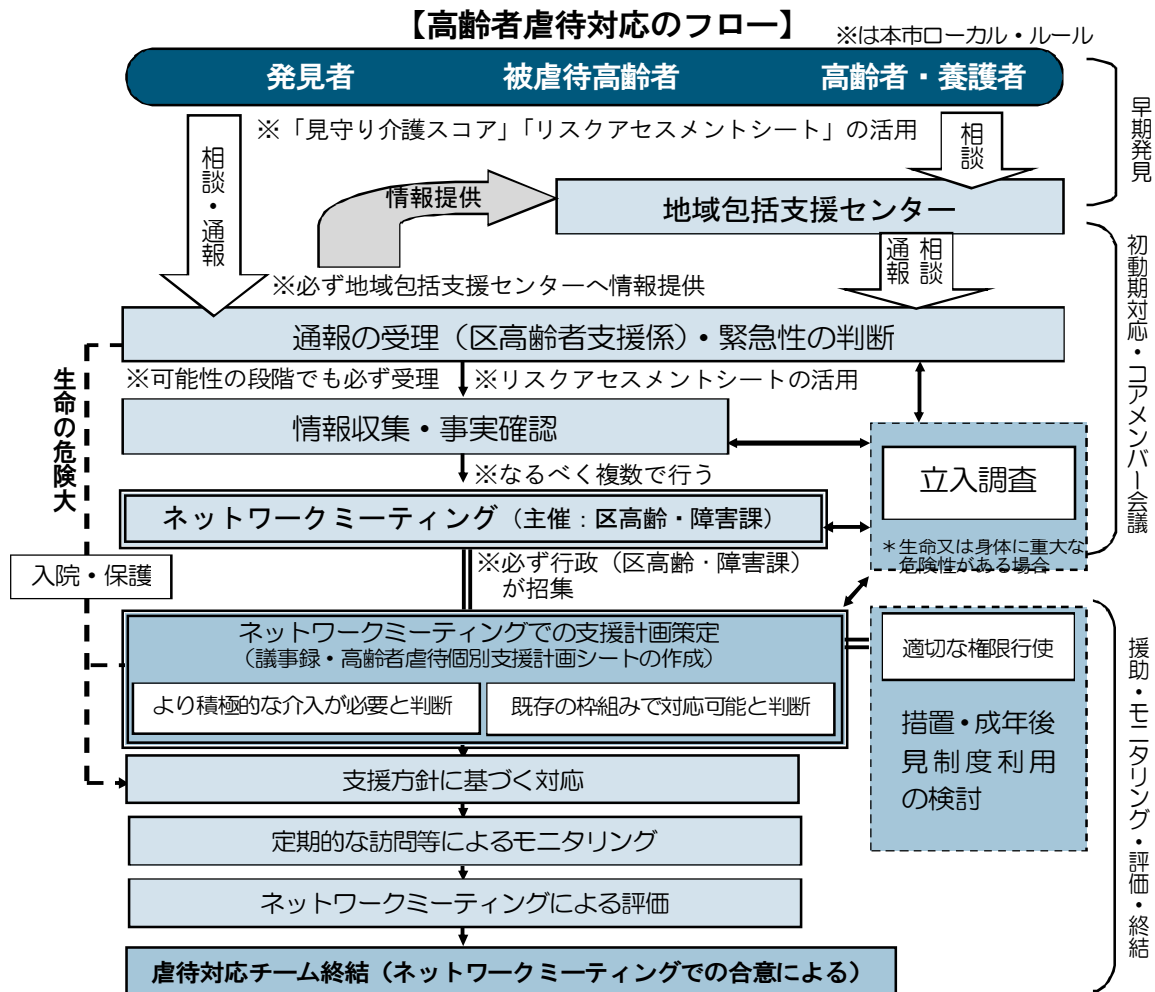 【高齢者虐待対応のフロー】
※は本市ローカル・ルール
発見者 被虐待高齢者 高齢者・養護者
※「見守り介護スコア」「リスクアセスメントシート」の活用
相談・通報
相談
早期発見
情報提供
地域包括支援センター
相談
通報
※必ず地域包括支援センターへ情報提供
通報の受理（区高齢者支援係）・緊急性の判断
※可能性の段階でも必ず受理
※リスクアセスメントシートの活用
初動期対応・コアメンバー会議
生命の危険大
情報収集・事実確認
※なるべく複数で行う
立入調査
＊生命又は身体に重大な
危険性がある場合
ネットワークミーティング（主催：区高齢・障害課）
※必ず行政（区高齢・障害課）
が招集
入院・保護
ネットワークミーティングでの支援計画策定
（議事録・高齢者虐待個別支援計画シートの作成）
より積極的な介入が必要と判断
既存の枠組みで対応可能と判断
適切な権限行使
措置・成年後
見制度利用
の検討
援助・モニタリング・評価・終結
支援方針に基づく対応
定期的な訪問等によるモニタリング
ネットワークミーティングによる評価
虐待対応チーム終結（ネットワークミーティングでの合意による）